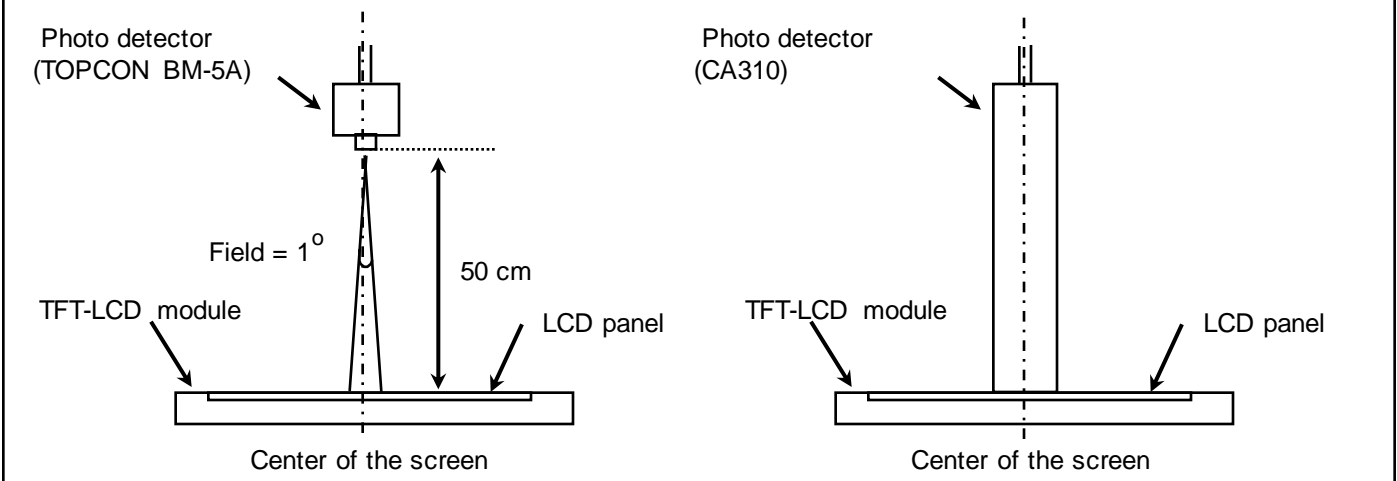 Photo detector
(TOPCON BM-5A)
Field = 1°
50 cm
TFT-LCD module
LCD panel
Center of the screen
Photo detector
(CA310)
TFT-LCD module
LCD panel
Center of the screen